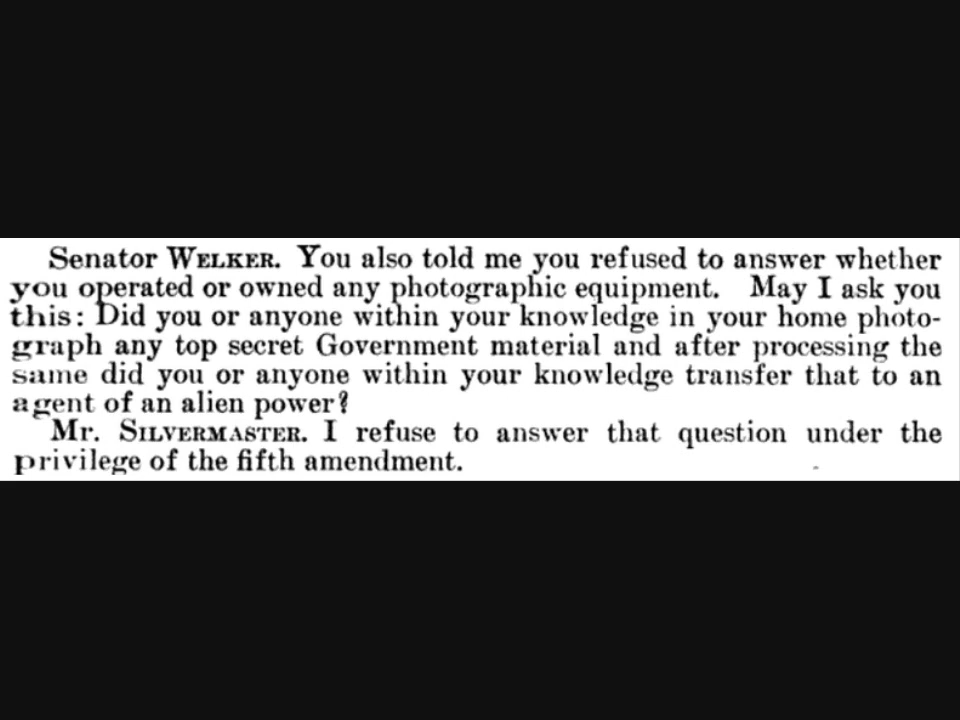 Senator WELKER. You also told me you refused to answer whether
you operated or owned any photographic equipment. May I ask you
this: Did you or anyone within your knowledge in your home photo-
graph any top secret Government material and after processing the
same did you or anyone within your knowledge transfer that to an
agent of an alien power?
Mr. SILVERMASTER. I refuse to answer that question under the
privilege of the fifth amendment.